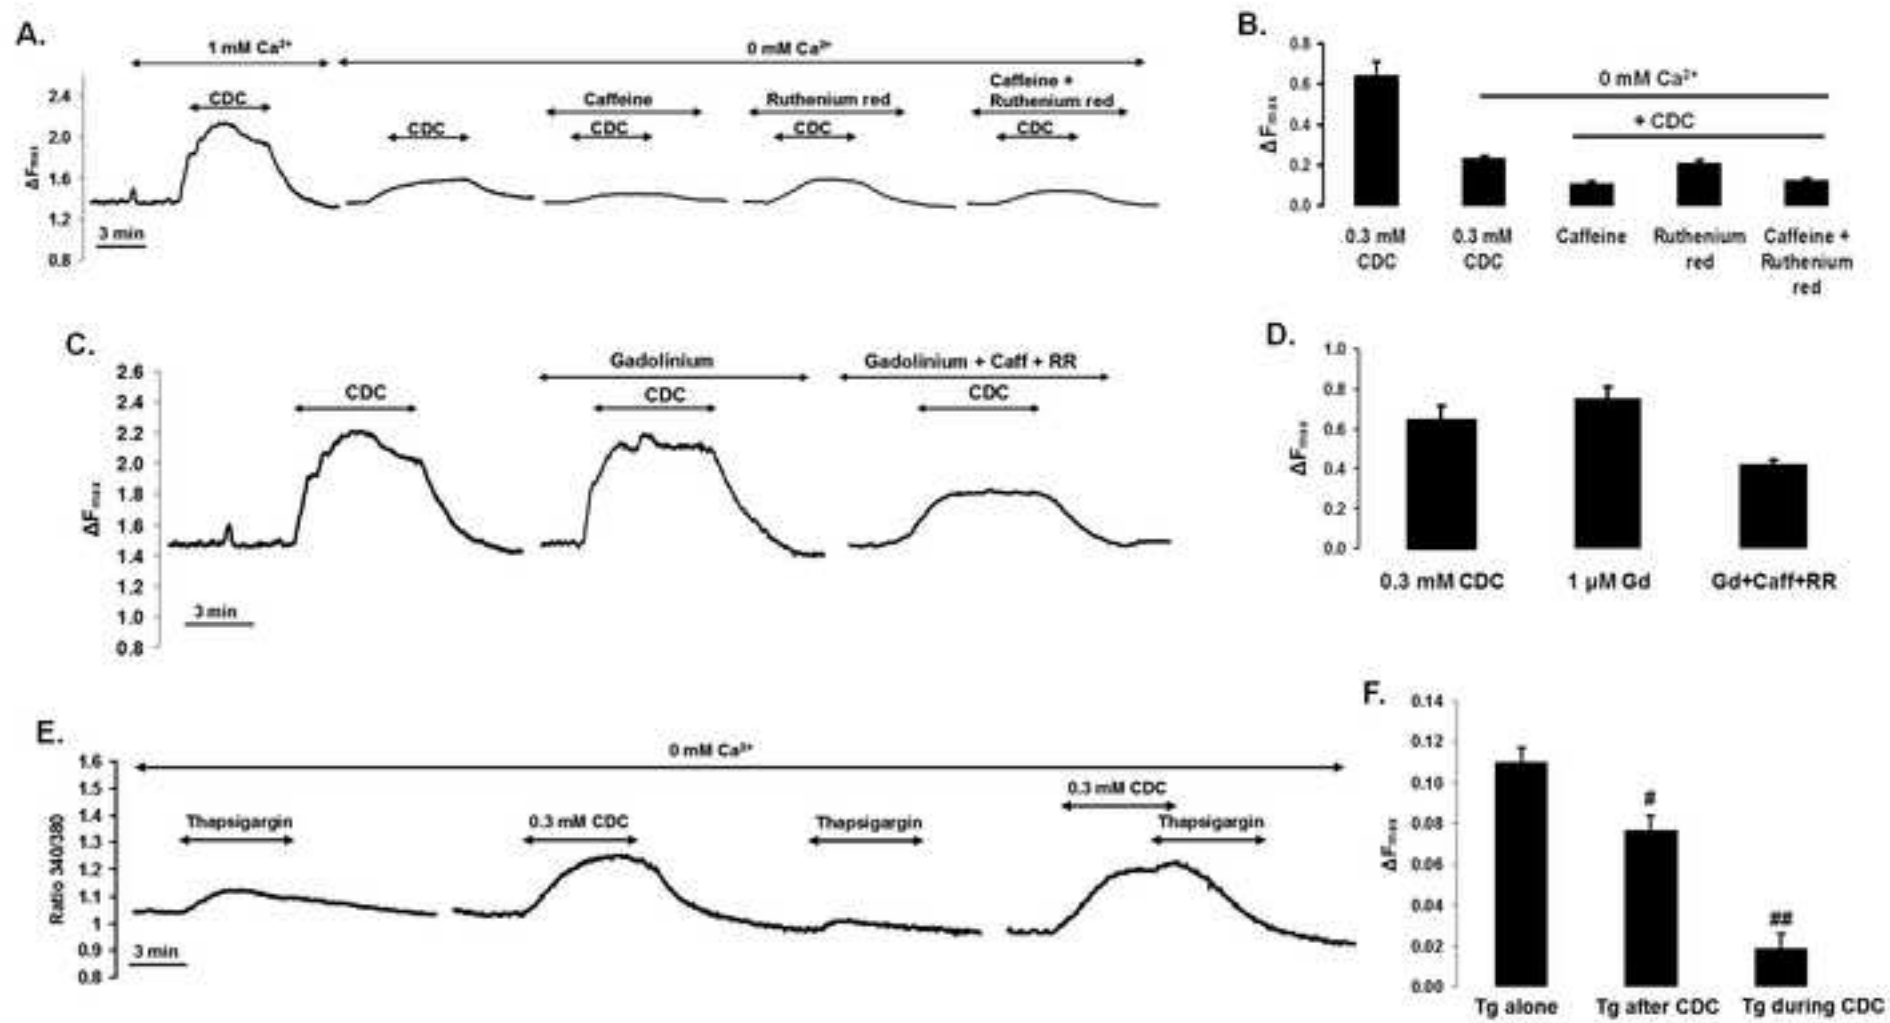 A.
1 mM Ca²⁺
0 mM Ca²⁺
CDC
Caffeine
CDC
Ruthenium red
CDC
Caffeine +
Ruthenium red
CDC
CDC
ΔFmax
2.4
2.0
1.6
1.2
0.8
3 min
B.
0 mM Ca²⁺
+ CDC
ΔFmax
0.8
0.6
0.4
0.2
0.0
0.3 mM
CDC
0.3 mM
CDC
Caffeine
Ruthenium
red
Caffeine +
Ruthenium
red
C.
CDC
Gadolinium
CDC
Gadolinium + Caff + RR
CDC
ΔFmax
2.6
2.4
2.2
2.0
1.8
1.6
1.4
1.2
1.0
0.8
3 min
D.
ΔFmax
1.0
0.8
0.6
0.4
0.2
0.0
0.3 mM CDC
1 µM Gd
Gd+Caff+RR
E.
0 mM Ca²⁺
Thapsigargin
0.3 mM CDC
Thapsigargin
0.3 mM CDC
Thapsigargin
Ratio 340/380
1.6
1.5
1.4
1.3
1.2
1.1
1
0.9
0.8
3 min
F.
ΔFmax
0.14
0.12
0.10
0.08
0.06
0.04
0.02
0.00
#
##
Tg alone
Tg after CDC
Tg during CDC